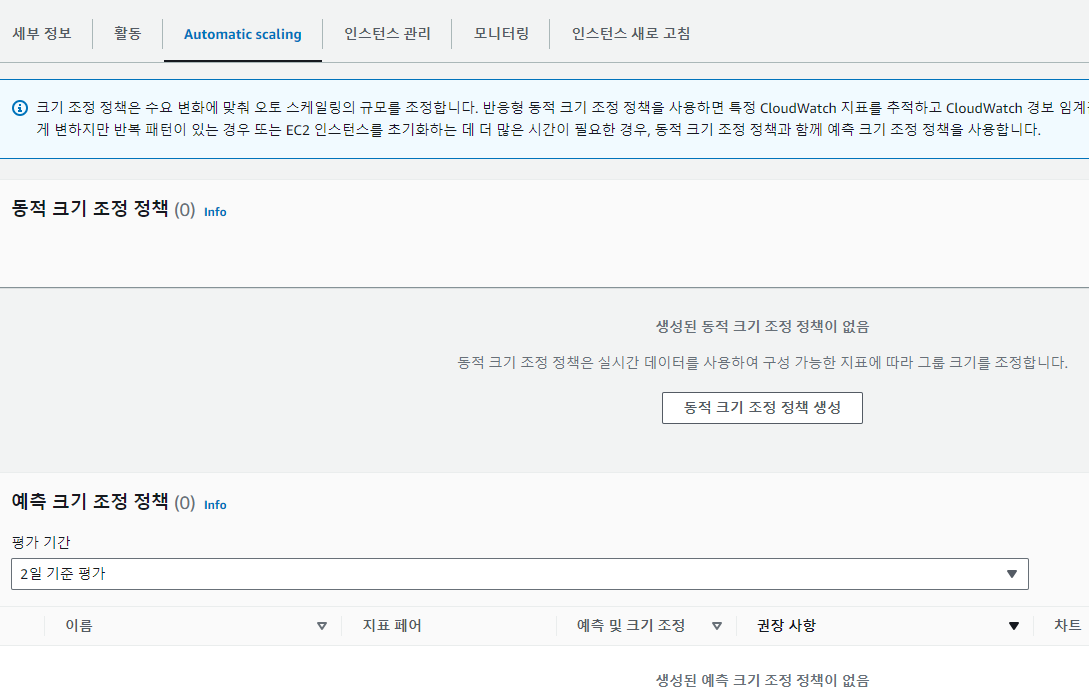 세부 정보
활동
Automatic scaling
인스턴스 관리
모니터링
인스턴스 새로 고침
크기 조정 정책은 수요 변화에 맞춰 오토 스케일링의 규모를 조정합니다. 반응형 동적 크기 조정 정책을 사용하면 특정 CloudWatch 지표를 추적하고 CloudWatch 경보 임계
게 변하지만 반복 패턴이 있는 경우 또는 EC2 인스턴스를 초기화하는 데 더 많은 시간이 필요한 경우, 동적 크기 조정 정책과 함께 예측 크기 조정 정책을 사용합니다.
동적 크기 조정 정책 (0) Info
생성된 동적 크기 조정 정책이 없음
동적 크기 조정 정책은 실시간 데이터를 사용하여 구성 가능한 지표에 따라 그룹 크기를 조정합니다.
동적 크기 조정 정책 생성
예측 크기 조정 정책 (0) Info
평가 기간
2일 기준 평가
이름
지표 페어
예측 및 크기 조정
권장 사항
차트
생성된 예측 크기 조정 정책이 없음